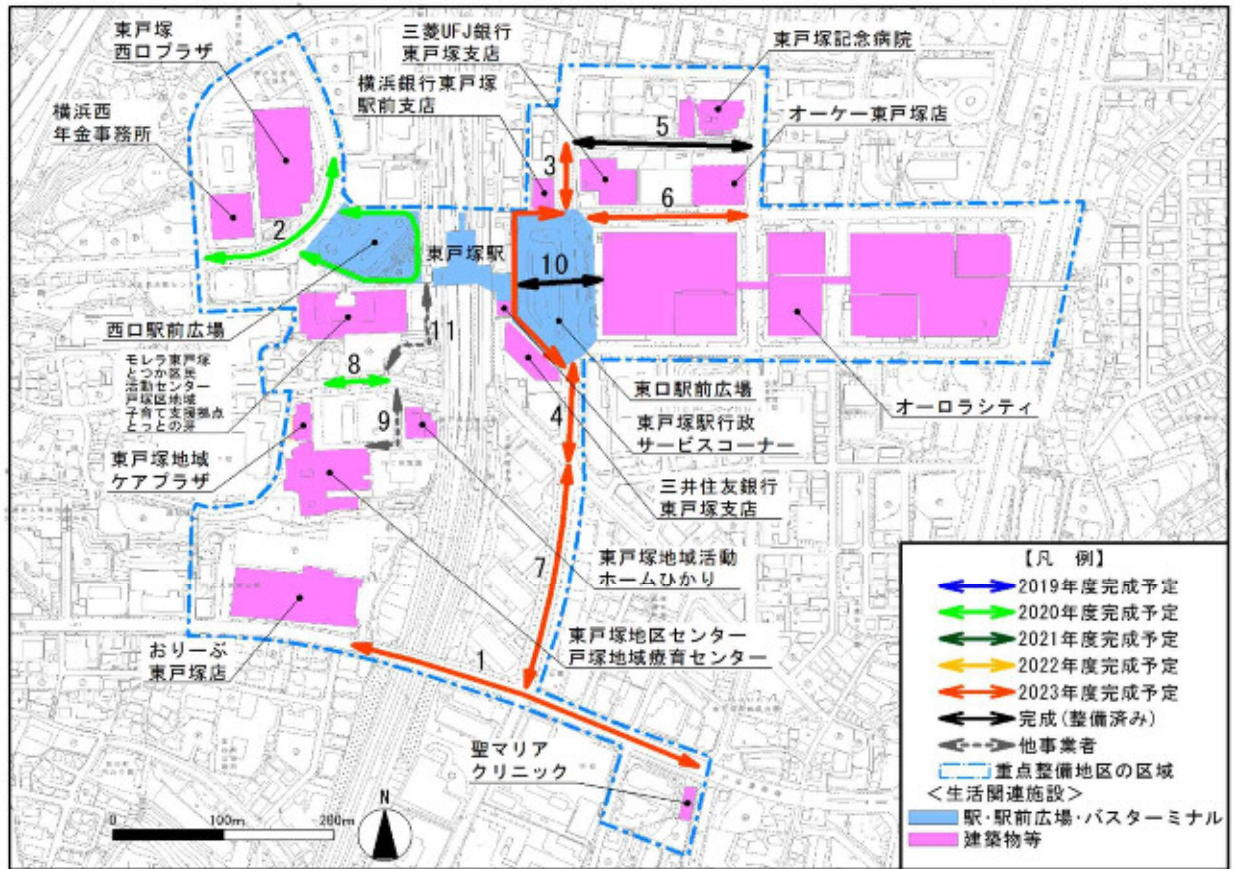 東戸塚
西口プラザ
三菱UFJ銀行
東戸塚支店
東戸塚記念病院
横浜銀行東戸塚
駅前支店
横浜西
年金事務所
オーケー東戸塚店
5
3
6
2
東戸塚駅
10
西口駅前広場
11
モレラ東戸塚
とつか区民
活動センター
戸塚区地域
子育て支援拠点
とっとの芽
8
東口駅前広場
オーロラシティ
4
9
東戸塚駅行政
サービスコーナー
東戸塚地域
ケアプラザ
三井住友銀行
東戸塚支店
7
東戸塚地域活動
ホームひかり
東戸塚地区センター
戸塚地域療育センター
おりーぶ
東戸塚店
1
聖マリア
クリニック
N
0
100m
200m
【凡 例】
2019年度完成予定
2020年度完成予定
2021年度完成予定
2022年度完成予定
2023年度完成予定
完成(整備済み)
他事業者
重点整備地区の区域
<生活関連施設>
駅・駅前広場・バスターミナル
建築物等